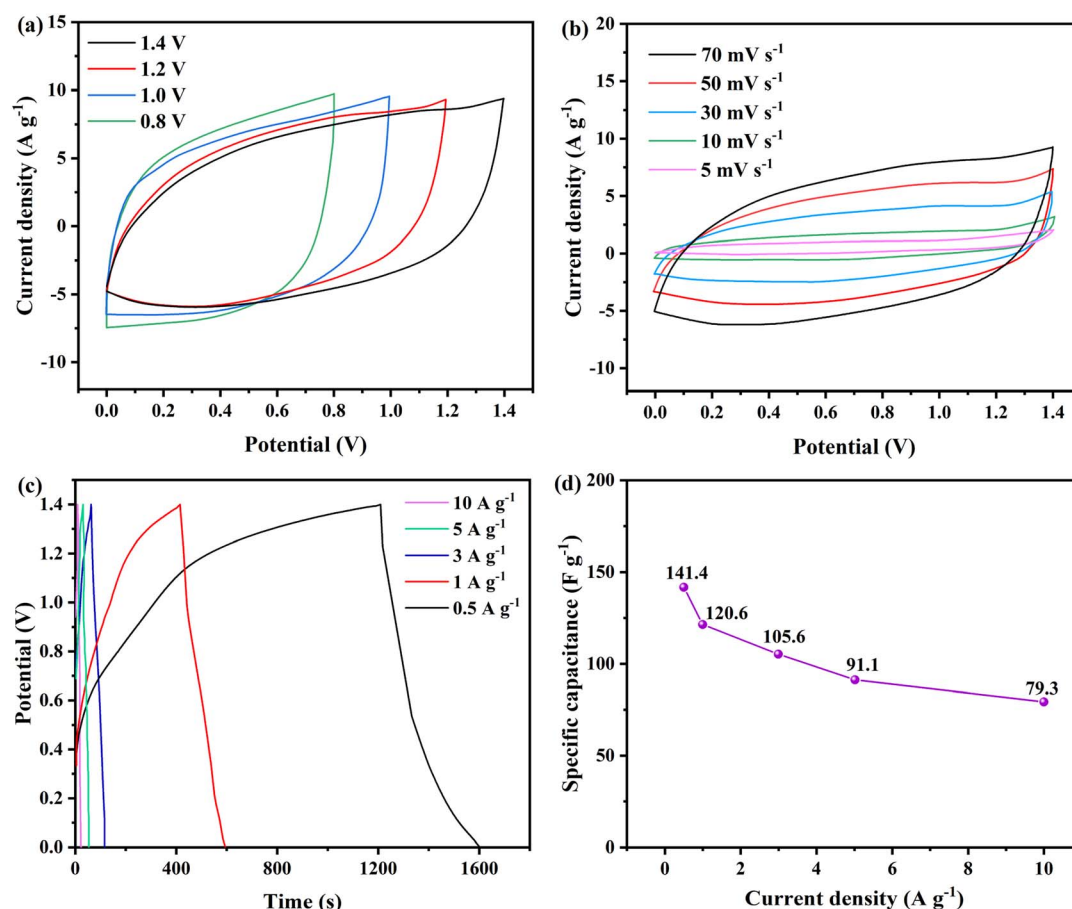 (a)
1.4 V
1.2 V
1.0 V
0.8 V
15
10
5
0
-5
-10
Current density (A g⁻¹)
0.0 0.2 0.4 0.6 0.8 1.0 1.2 1.4
Potential (V)
(b)
70 mV s⁻¹
50 mV s⁻¹
30 mV s⁻¹
10 mV s⁻¹
5 mV s⁻¹
20
15
10
5
0
-5
-10
Current density (A g⁻¹)
0.0 0.2 0.4 0.6 0.8 1.0 1.2 1.4
Potential (V)
(c)
10 A g⁻¹
5 A g⁻¹
3 A g⁻¹
1 A g⁻¹
0.5 A g⁻¹
1.4
1.2
1.0
0.8
0.6
0.4
0.2
0.0
Potential (V)
0 400 800 1200 1600
Time (s)
(d)
200
150
100
50
0
Specific capacitance (F g⁻¹)
141.4
120.6
105.6
91.1
79.3
0 2 4 6 8 10
Current density (A g⁻¹)